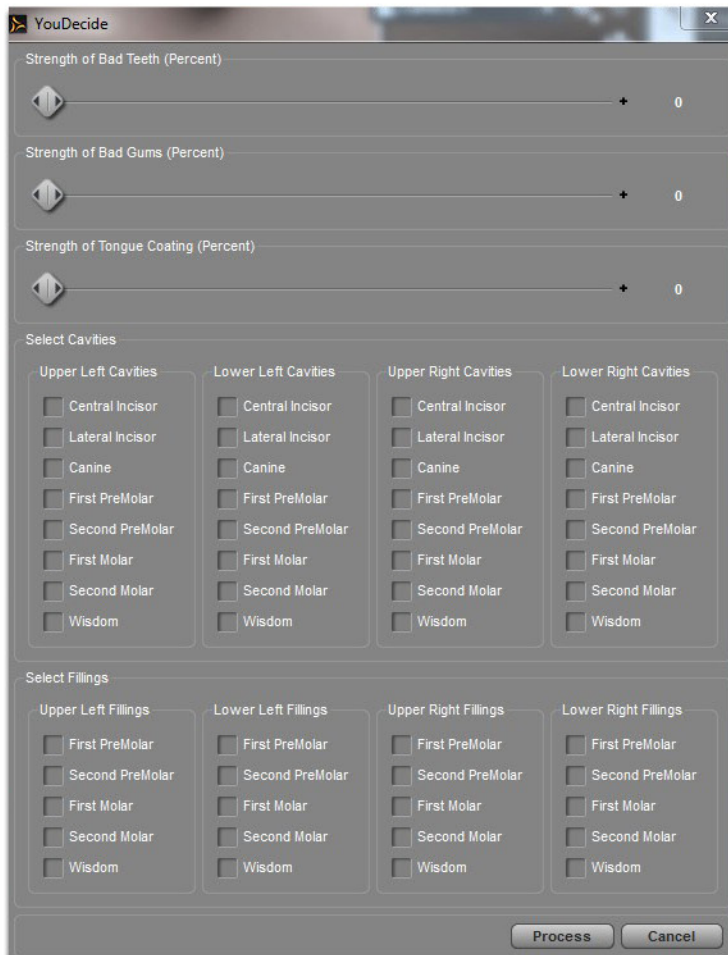 YouDecide
X
Strength of Bad Teeth (Percent)
+ 0
Strength of Bad Gums (Percent)
+ 0
Strength of Tongue Coating (Percent)
+ 0
Select Cavities
Upper Left Cavities
Central Incisor
Lateral Incisor
Canine
First PreMolar
Second PreMolar
First Molar
Second Molar
Wisdom
Lower Left Cavities
Central Incisor
Lateral Incisor
Canine
First PreMolar
Second PreMolar
First Molar
Second Molar
Wisdom
Upper Right Cavities
Central Incisor
Lateral Incisor
Canine
First PreMolar
Second PreMolar
First Molar
Second Molar
Wisdom
Lower Right Cavities
Central Incisor
Lateral Incisor
Canine
First PreMolar
Second PreMolar
First Molar
Second Molar
Wisdom
Select Fillings
Upper Left Fillings
First PreMolar
Second PreMolar
First Molar
Second Molar
Wisdom
Lower Left Fillings
First PreMolar
Second PreMolar
First Molar
Second Molar
Wisdom
Upper Right Fillings
First PreMolar
Second PreMolar
First Molar
Second Molar
Wisdom
Lower Right Fillings
First PreMolar
Second PreMolar
First Molar
Second Molar
Wisdom
Process
Cancel